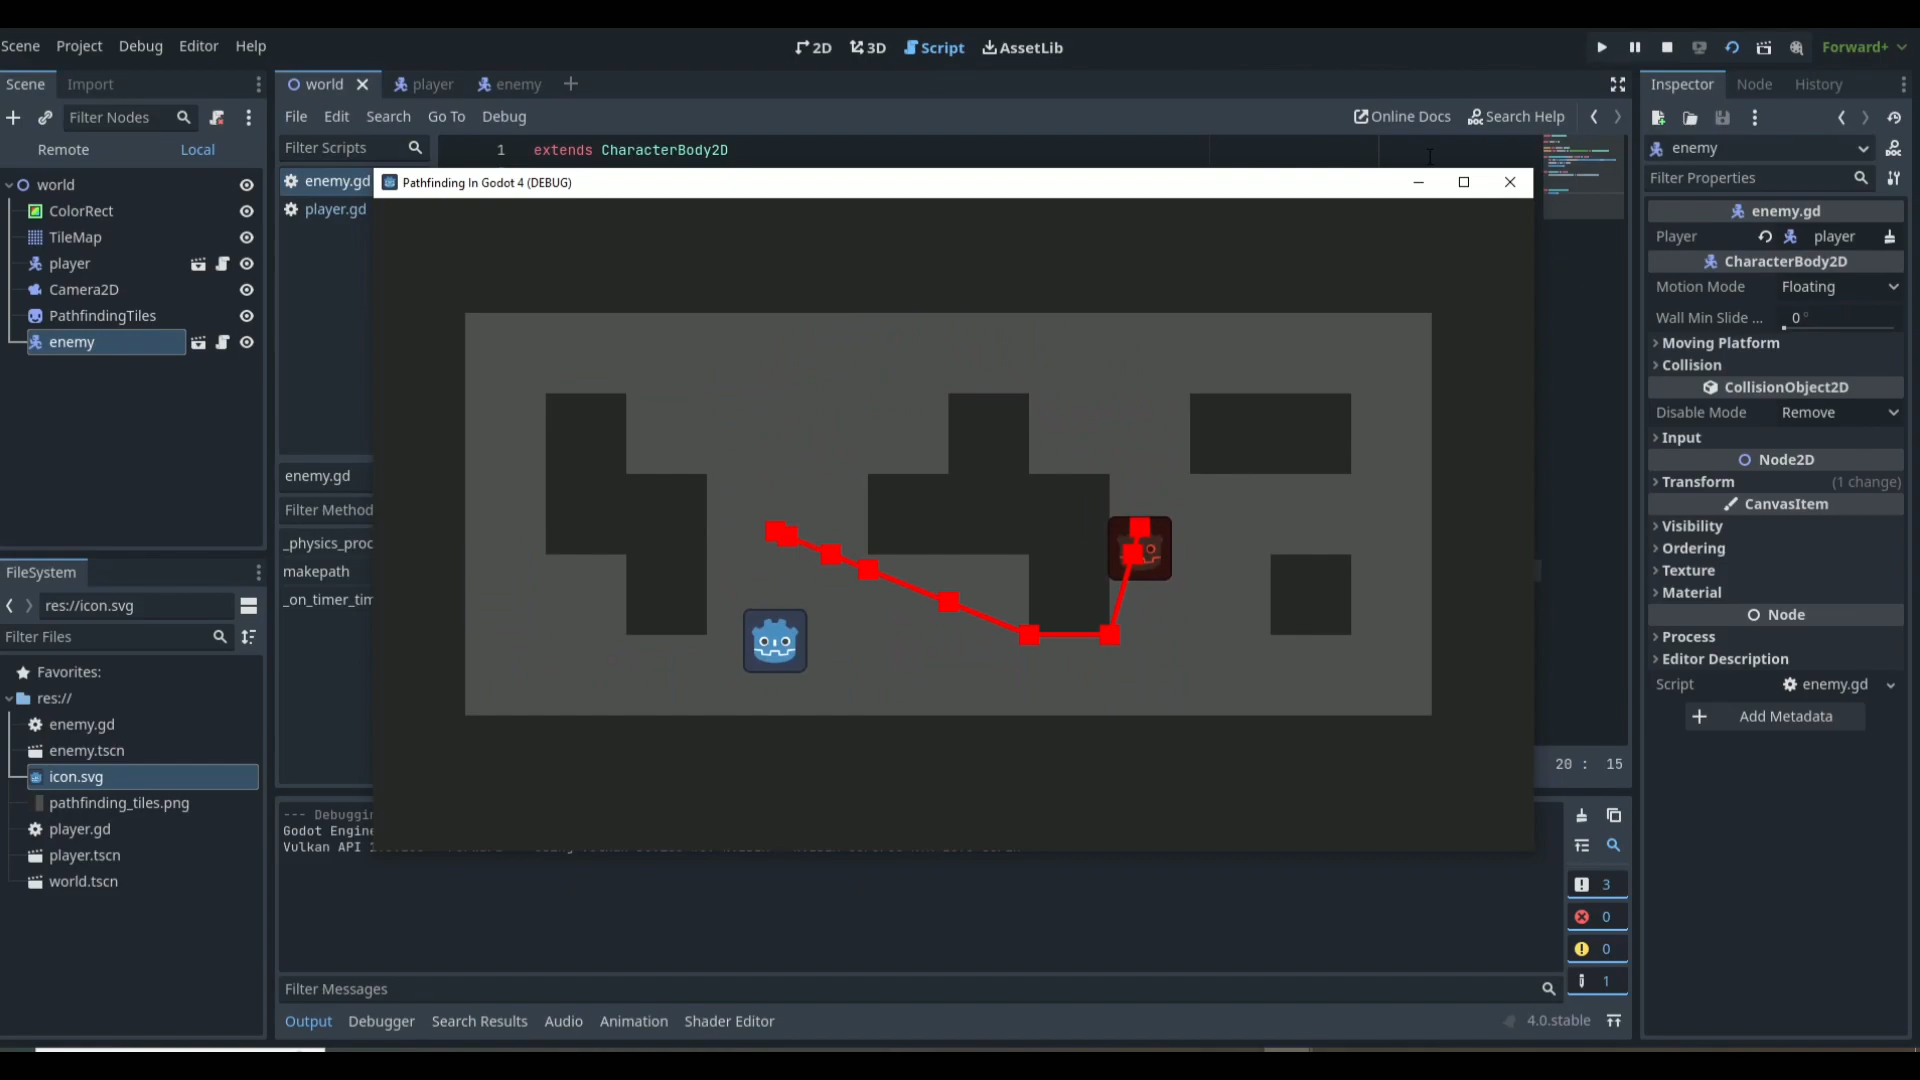 Scene Project Debug Editor Help
2D 3D Script AssetLib
Forward+
Scene Import
world player enemy
Inspector Node History
Filter Nodes
File Edit Search Go To Debug
Online Docs Search Help
Remote Local
Filter Scripts
1 extends CharacterBody2D
enemy
Filter Properties
world
ColorRect
TileMap
player
Camera2D
PathfindingTiles
enemy
enemy.gd
player.gd
Pathfinding In Godot 4 (DEBUG)
enemy.gd
Filter Method
_physics_proc
makepath
_on_timer_tim
enemy.gd
Player player
CharacterBody2D
Motion Mode Floating
Wall Min Slide ... 0 °
Moving Platform
Collision
CollisionObject2D
Disable Mode Remove
Input
Node2D
Transform (1 change)
CanvasItem
Visibility
Ordering
Texture
Material
Node
Process
Editor Description
Script enemy.gd
Add Metadata
FileSystem
res://icon.svg
Filter Files
Favorites:
res://
enemy.gd
enemy.tscn
icon.svg
pathfinding_tiles.png
player.gd
player.tscn
world.tscn
20 : 15
--- Debuggin
Godot Engine
Vulkan API
3
0
0
1
Filter Messages
Output Debugger Search Results Audio Animation Shader Editor
4.0.stable